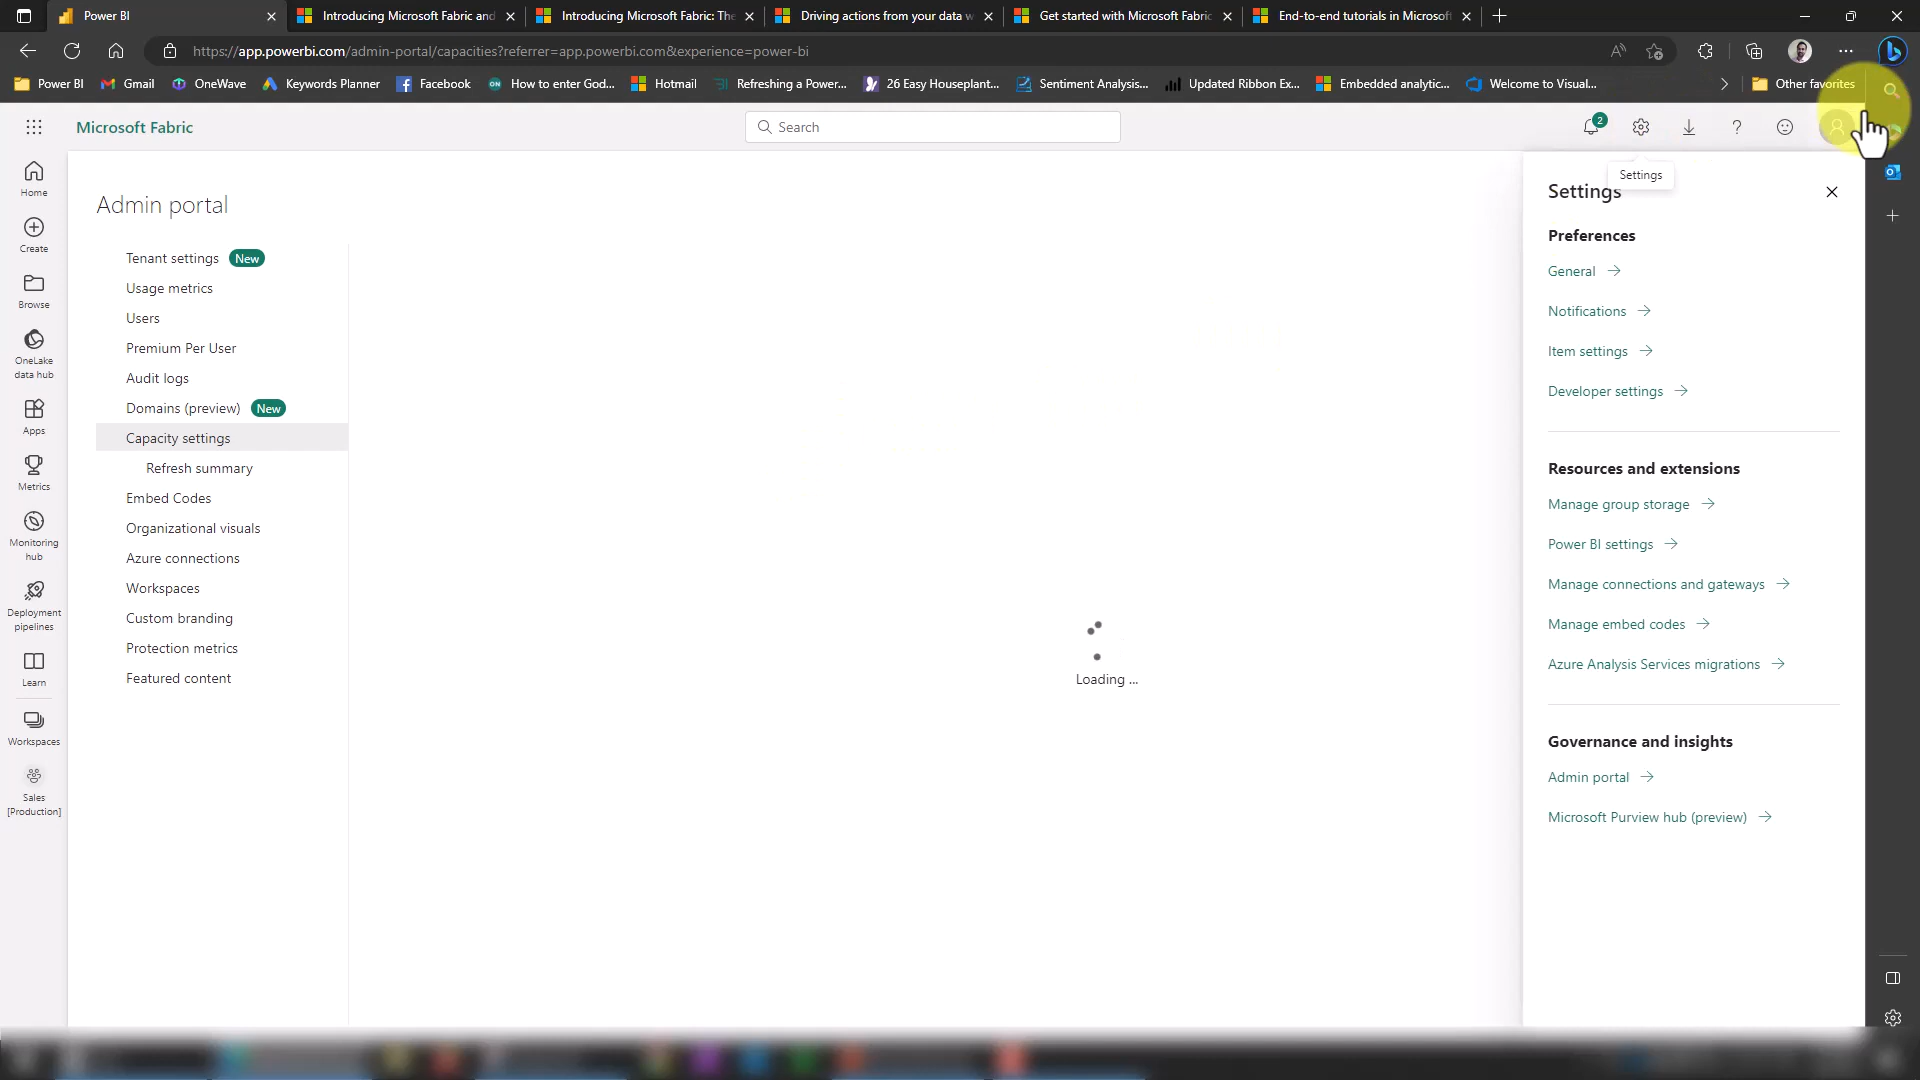 Power BI
Introducing Microsoft Fabric and
Introducing Microsoft Fabric: The
Driving actions from your data w
Get started with Microsoft Fabric
End-to-end tutorials in Microsoft
https://app.powerbi.com/admin-portal/capacities?referrer=app.powerbi.com&experience=power-bi
Power BI
Gmail
OneWave
Keywords Planner
Facebook
How to enter God...
Hotmail
Refreshing a Power...
26 Easy Houseplant...
Sentiment Analysis...
Updated Ribbon Ex...
Embedded analytic...
Welcome to Visual...
Other favorites
Microsoft Fabric
Search
2
Settings
Home
Create
Browse
OneLake
data hub
Apps
Metrics
Monitoring
hub
Deployment
pipelines
Learn
Workspaces
Sales
[Production]
Admin portal
Tenant settings New
Usage metrics
Users
Premium Per User
Audit logs
Domains (preview) New
Capacity settings
Refresh summary
Embed Codes
Organizational visuals
Azure connections
Workspaces
Custom branding
Protection metrics
Featured content
Loading ...
Settings
Preferences
General
Notifications
Item settings
Developer settings
Resources and extensions
Manage group storage
Power BI settings
Manage connections and gateways
Manage embed codes
Azure Analysis Services migrations
Governance and insights
Admin portal
Microsoft Purview hub (preview)